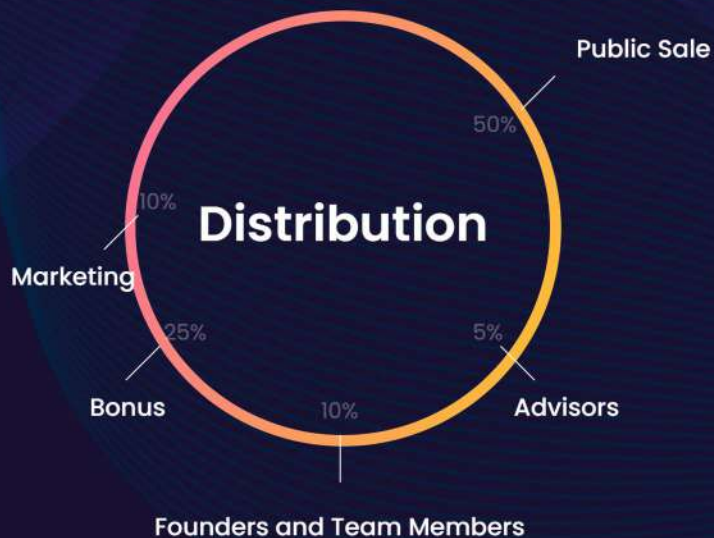 Public Sale
50%
10%
Distribution
Marketing
25%
5%
Bonus
10%
Advisors
Founders and Team Members